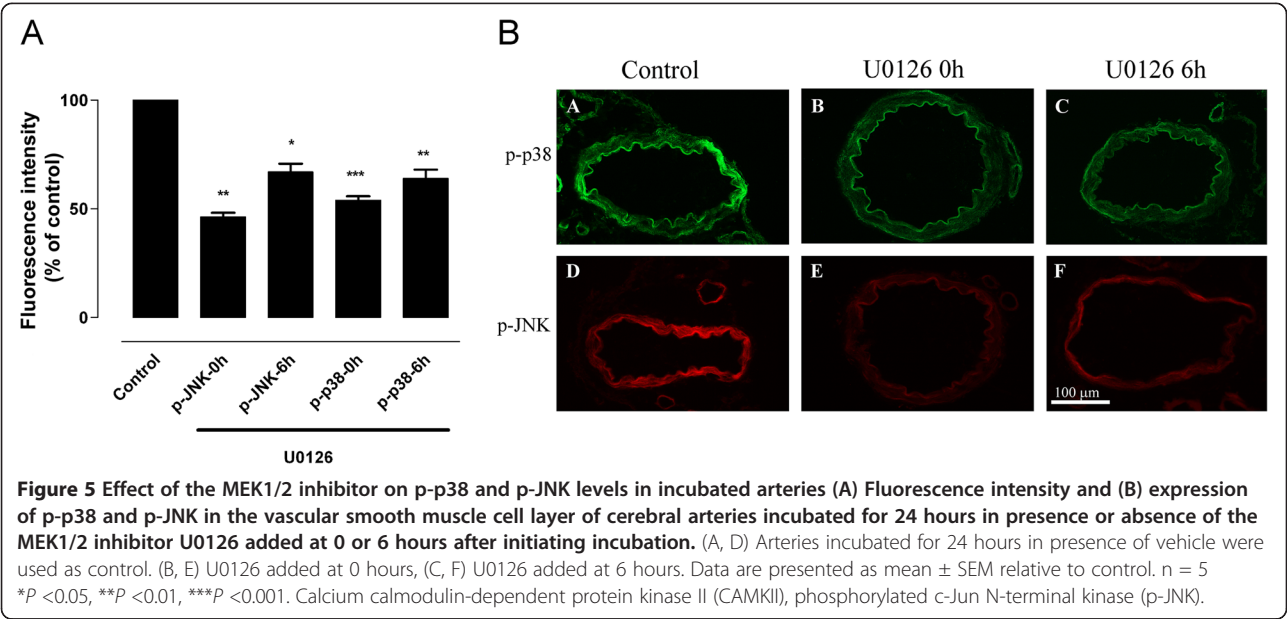 A
Fluorescence intensity
(% of control)
100
50
0
**
*
***
**
Control
p-JNK-0h
p-JNK-6h
p-p38-0h
p-p38-6h
U0126
B
Control
U0126 0h
U0126 6h
p-p38
A
B
C
p-JNK
D
E
F
100 μm
Figure 5 Effect of the MEK1/2 inhibitor on p-p38 and p-JNK levels in incubated arteries (A) Fluorescence intensity and (B) expression
of p-p38 and p-JNK in the vascular smooth muscle cell layer of cerebral arteries incubated for 24 hours in presence or absence of the
MEK1/2 inhibitor U0126 added at 0 or 6 hours after initiating incubation. (A, D) Arteries incubated for 24 hours in presence of vehicle were
used as control. (B, E) U0126 added at 0 hours, (C, F) U0126 added at 6 hours. Data are presented as mean ± SEM relative to control. n = 5
*P <0.05, **P <0.01, ***P <0.001. Calcium calmodulin-dependent protein kinase II (CAMKII), phosphorylated c-Jun N-terminal kinase (p-JNK).